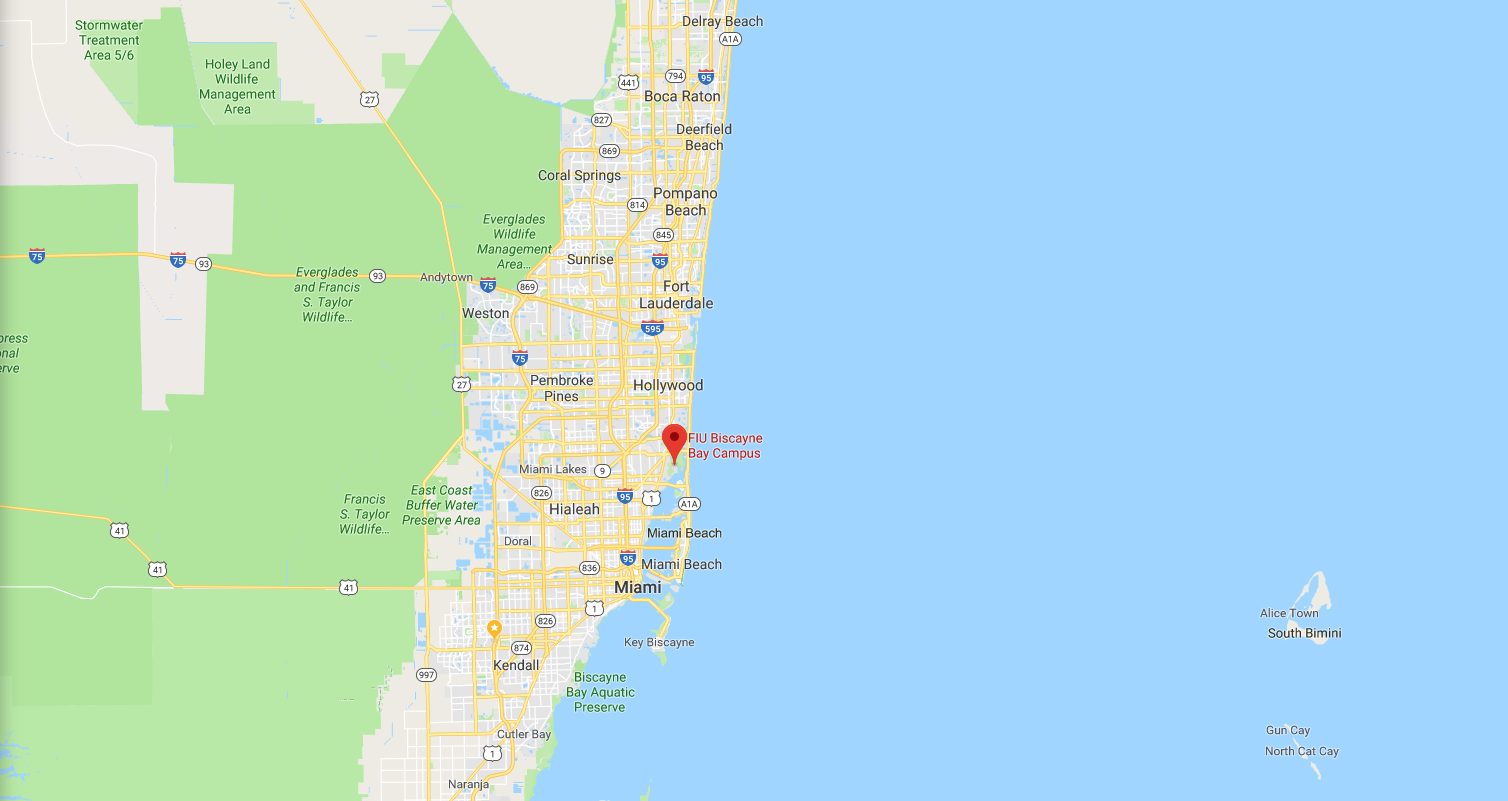 Delray Beach
A1A
Stormwater
Treatment
Area 5/6
Holey Land
Wildlife
Management
Area
27
441
794
95
Boca Raton
827
Deerfield
Beach
869
Coral Springs
Pompano
Beach
814
Everglades
Wildlife
Management
Area...
845
75
75
93
Sunrise
95
Everglades
and Francis
S. Taylor
Wildlife...
93
Andytown
75
869
Fort
Lauderdale
Weston
595
press
nal
erve
75
Pembroke
Pines
27
Hollywood
FIU Biscayne
Bay Campus
Miami Lakes
9
826
95
1
A1A
East Coast
Buffer Water
Preserve Area
Francis
S. Taylor
Wildlife...
Hialeah
41
Doral
Miami Beach
95
Miami Beach
41
836
41
Miami
1
826
Alice Town
South Bimini
Key Biscayne
874
Kendall
997
Biscayne
Bay Aquatic
Preserve
Cutler Bay
Gun Cay
North Cat Cay
1
Naranja